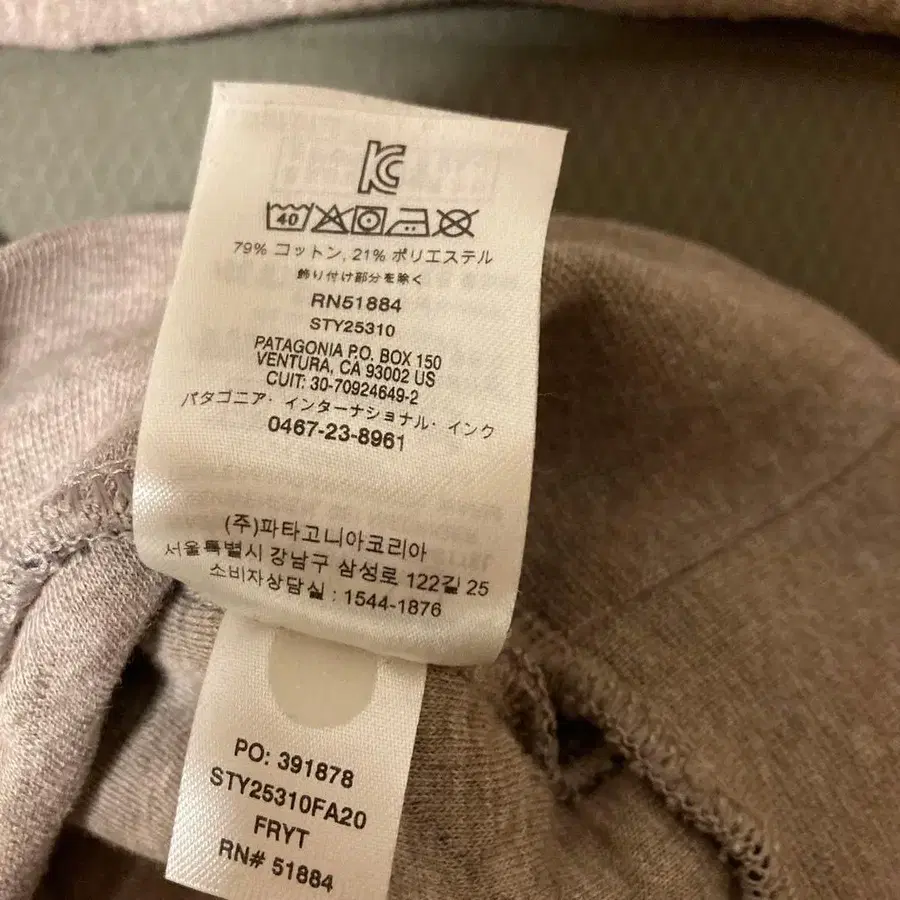 KC
40
79% コットン, 21% ポリエステル
飾り付け部分を除く
RN51884
STY25310
PATAGONIA P.O. BOX 150
VENTURA, CA 93002 US
CUIT: 30-70924649-2
パタゴニア・インターナショナル・インク
0467-23-8961
(주)파타고니아코리아
서울특별시 강남구 삼성로 122길 25
소비자상담실 : 1544-1876
PO: 391878
STY25310FA20
FRYT
RN# 51884